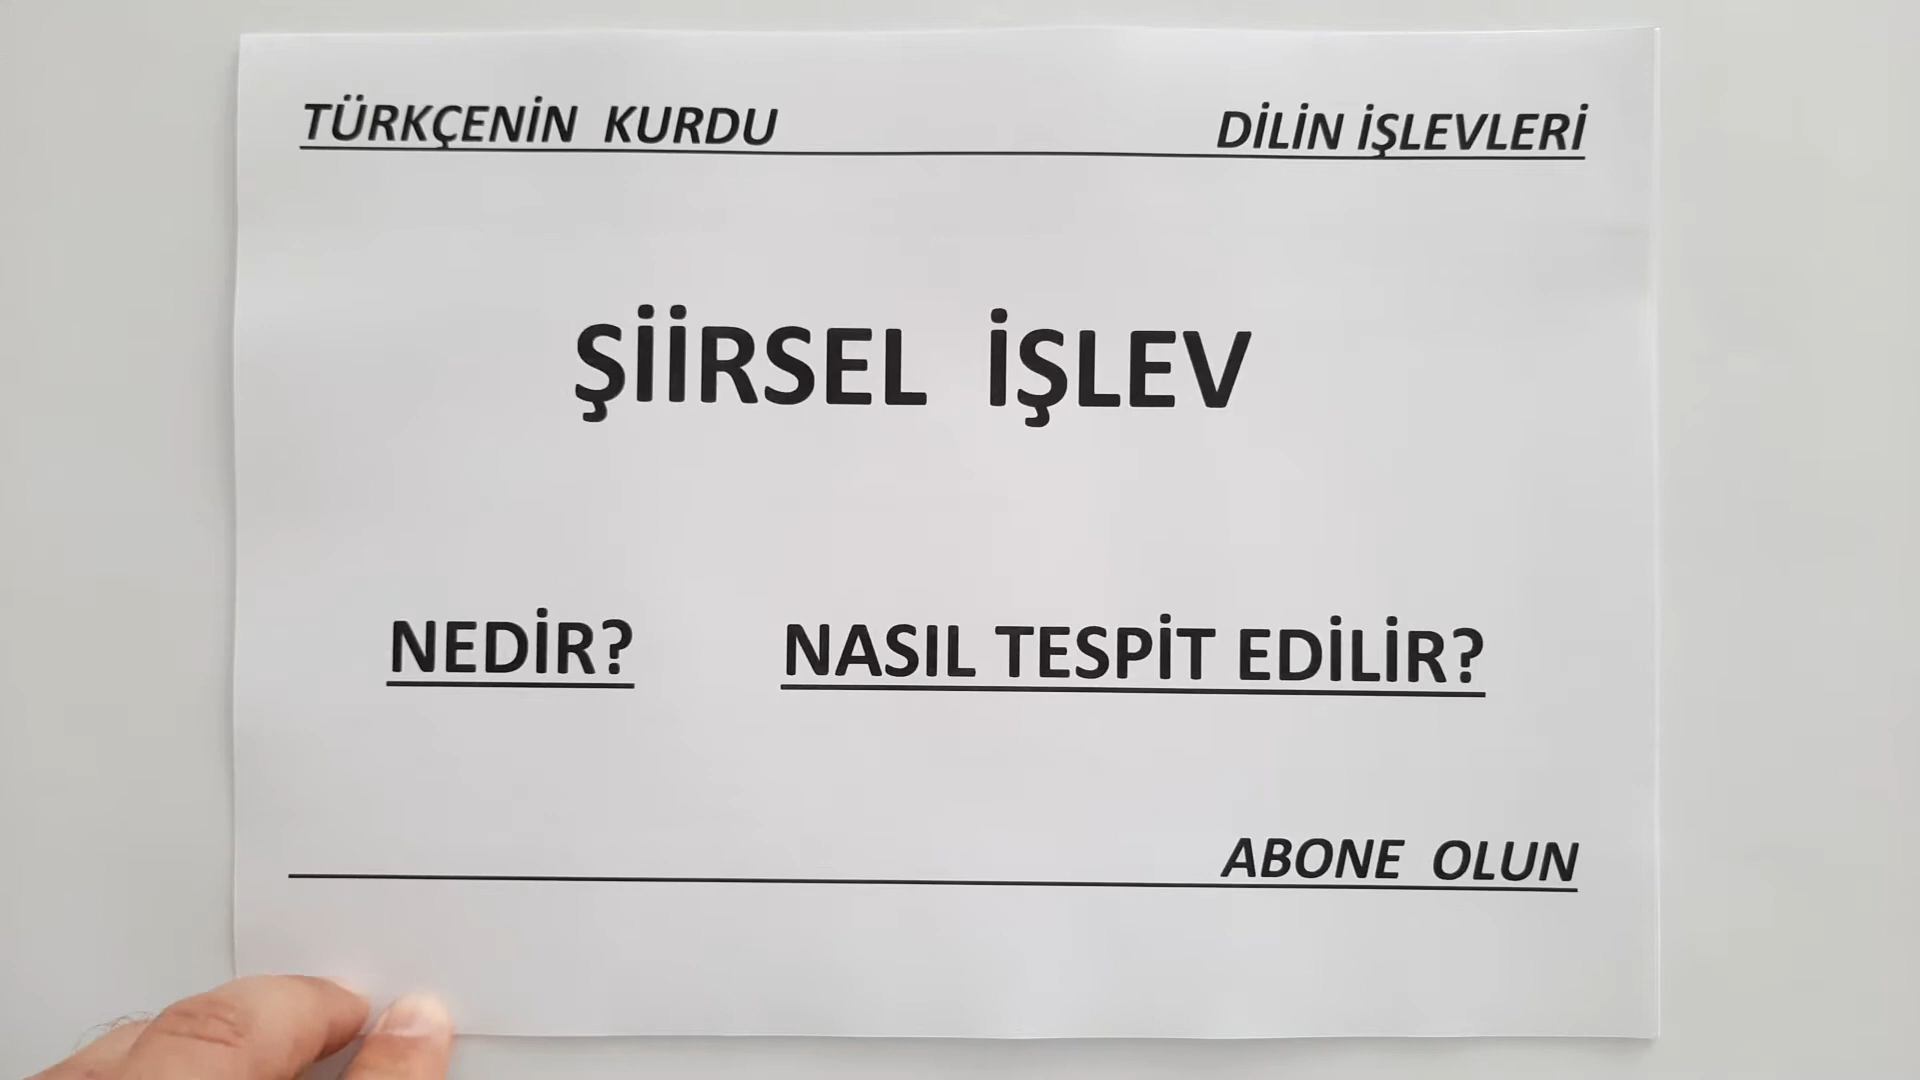 TÜRKÇENİN KURDU DİLİN İŞLEVLERİ
ŞİİRSEL İŞLEV
NEDİR? NASIL TESPİT EDİLİR?
ABONE OLUN